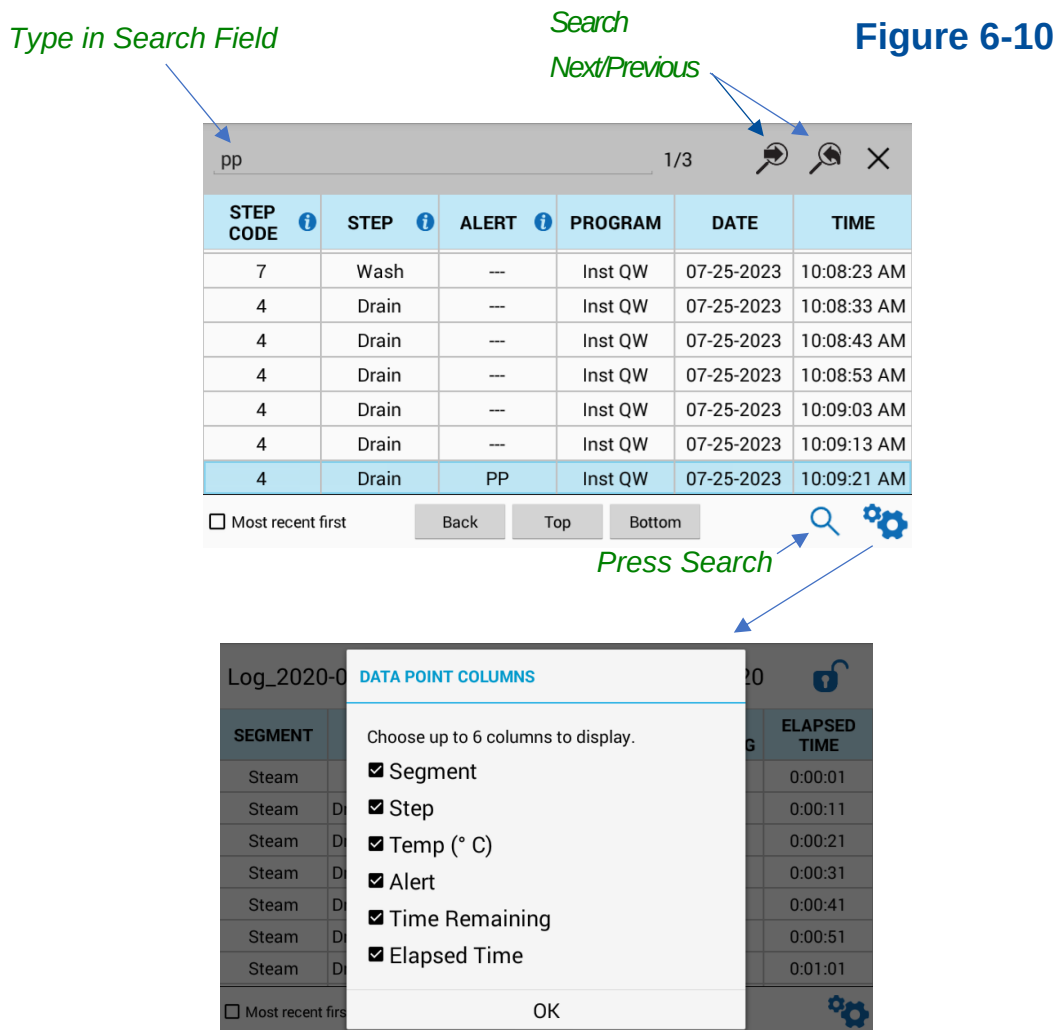 Type in Search Field
Search
Next/Previous
Figure 6-10
pp 1/3
STEP CODE STEP ALERT PROGRAM DATE TIME
7 Wash --- Inst QW 07-25-2023 10:08:23 AM
4 Drain --- Inst QW 07-25-2023 10:08:33 AM
4 Drain --- Inst QW 07-25-2023 10:08:43 AM
4 Drain --- Inst QW 07-25-2023 10:08:53 AM
4 Drain --- Inst QW 07-25-2023 10:09:03 AM
4 Drain --- Inst QW 07-25-2023 10:09:13 AM
4 Drain PP Inst QW 07-25-2023 10:09:21 AM
Most recent first Back Top Bottom
Press Search
Log_2020-0 20
DATA POINT COLUMNS
SEGMENT G ELAPSED TIME
Choose up to 6 columns to display.
Steam 0:00:01
Segment
Steam D 0:00:11
Step
Steam D 0:00:21
Temp (° C)
Steam D 0:00:31
Alert
Steam D 0:00:41
Time Remaining
Steam D 0:00:51
Elapsed Time
Steam D 0:01:01
Most recent firs
OK